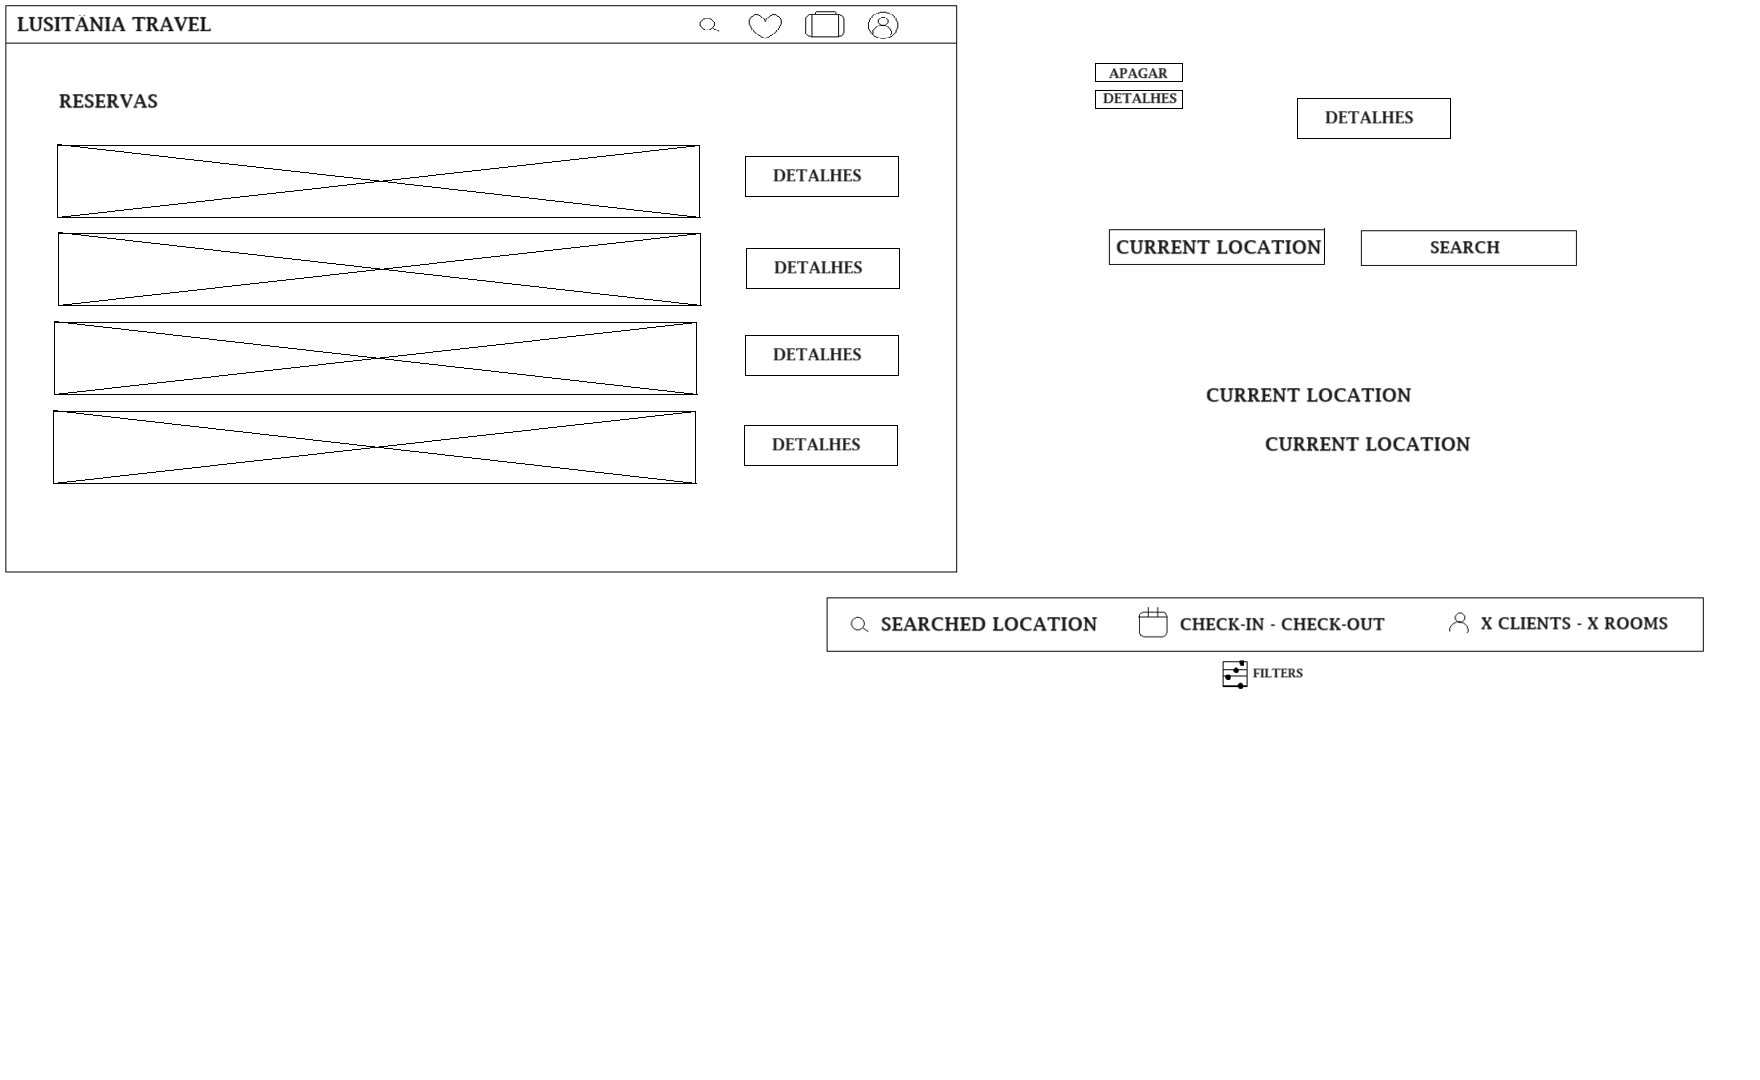 LUSITÂNIA TRAVEL
RESERVAS
DETALHES
DETALHES
DETALHES
DETALHES
APAGAR
DETALHES
DETALHES
CURRENT LOCATION
SEARCH
CURRENT LOCATION
CURRENT LOCATION
SEARCHED LOCATION
CHECK-IN - CHECK-OUT
X CLIENTS - X ROOMS
FILTERS